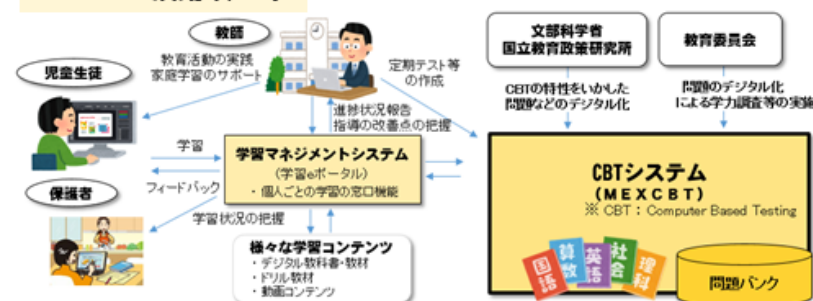 教師
教育活動の実践
家庭学習のサポート
定期テスト等
の作成
文部科学省
国立教育政策研究所
教育委員会
児童生徒
CBTの特性をいかした
問題などのデジタル化
問題のデジタル化
による学力調査等の実施
進捗状況報告
指導の改善点の把握
学習
フィードバック
学習マネジメントシステム
(学習eポータル)
・個人ごとの学習の窓口機能
CBTシステム
(MEXCBT)
※ CBT:Computer Based Testing
保護者
学習状況の把握
様々な学習コンテンツ
・デジタル教科書・教材
・ドリル教材
・動画コンテンツ
国語
算数
英語
社会
理科
問題バンク